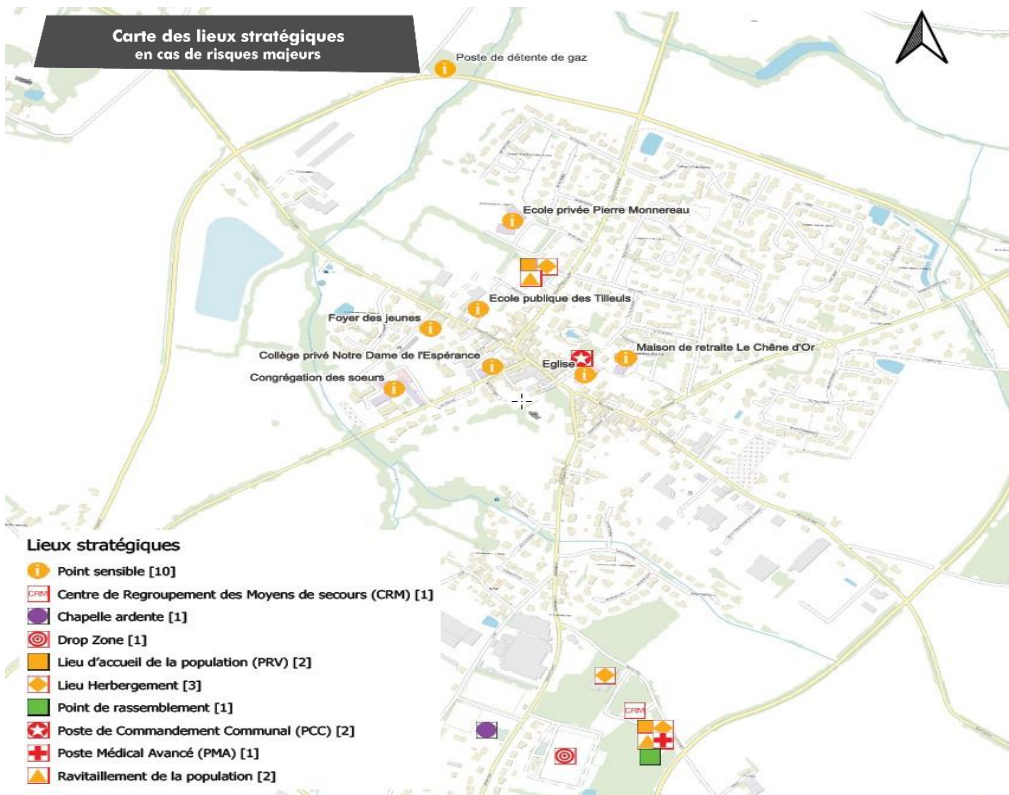 Carte des lieux stratégiques
en cas de risques majeurs
Poste de détente de gaz
Ecole privée Pierre Monnereau
Ecole publique des Tilleuls
Foyer des jeunes
Maison de retraite Le Chêne d'Or
Collège privé Notre Dame de l'Espérance
Eglise
Congrégation des soeurs
Lieux stratégiques
Point sensible [10]
CRM Centre de Regroupement des Moyens de secours (CRM) [1]
Chapelle ardente [1]
Drop Zone [1]
Lieu d'accueil de la population (PRV) [2]
Lieu Herbergement [3]
Point de rassemblement [1]
Poste de Commandement Communal (PCC) [2]
Poste Médical Avancé (PMA) [1]
Ravitaillement de la population [2]
CRM